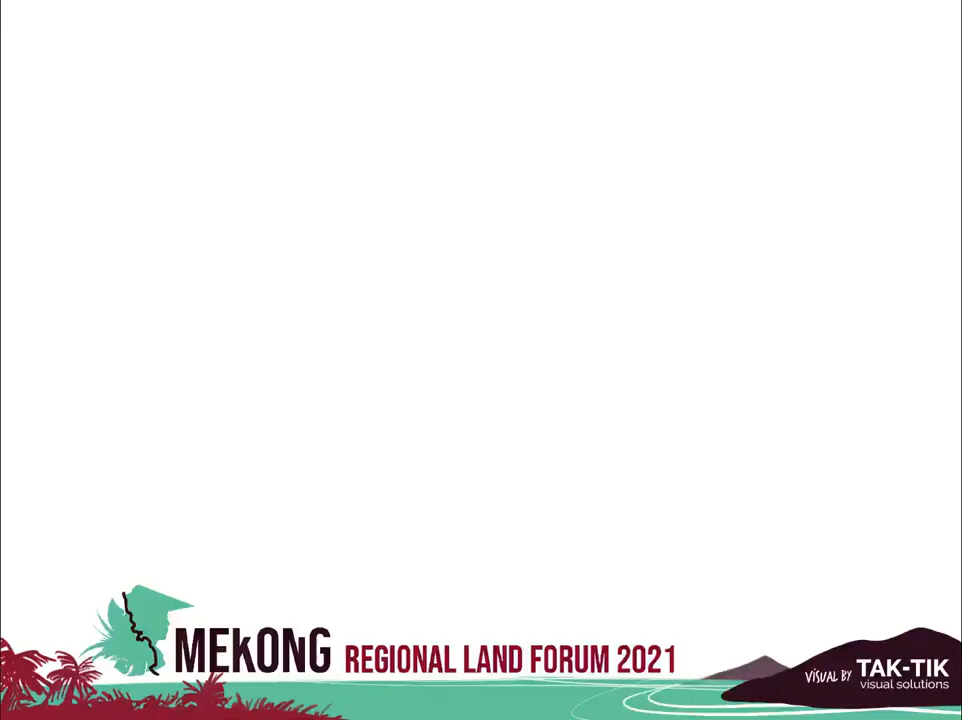 MEKONG REGIONAL LAND FORUM 2021
VISUAL BY TAK-TIK
visual solutions